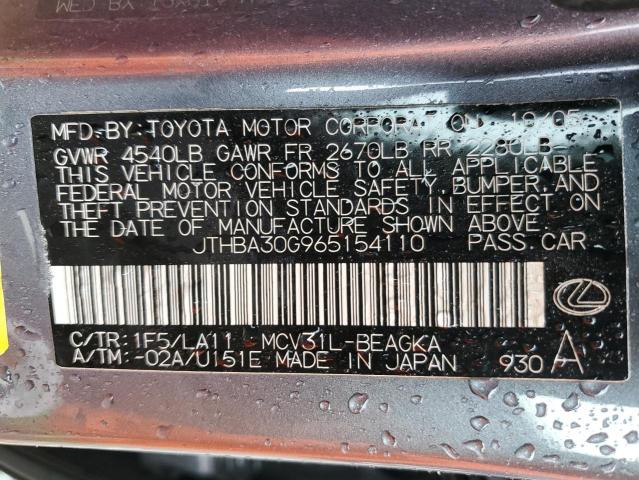 MFD-BY: TOYOTA MOTOR CORPORATION 10/05
GVWR 4540LB GAWR FR 2670LB RR 2280LB
THIS VEHICLE CONFORMS TO ALL APPLICABLE
FEDERAL MOTOR VEHICLE SAFETY, BUMPER, AND
THEFT PREVENTION STANDARDS IN EFFECT ON
THE DATE OF MANUFACTURE SHOWN ABOVE
JTHBA30G965154110 PASS.CAR
C/TR: 1F5/LA11 MCV31L-BEAGKA
A/TM: -02A/U151E MADE IN JAPAN 930 A